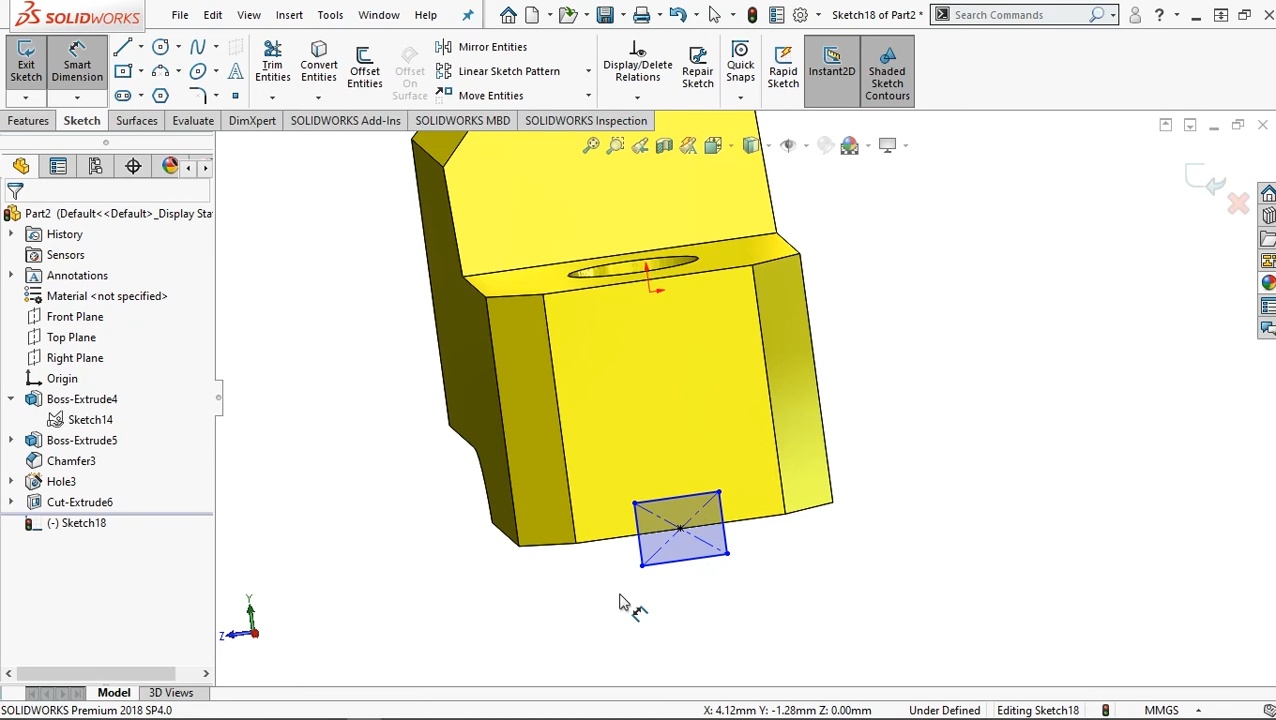 SOLIDWORKS File Edit View Insert Tools Window Help Sketch18 of Part2 * Search Commands ?
Exit Sketch
Smart Dimension
Trim Entities
Convert Entities
Offset Entities
Offset On Surface
Mirror Entities
Linear Sketch Pattern
Move Entities
Display/Delete Relations
Repair Sketch
Quick Snaps
Rapid Sketch
Instant2D
Shaded Sketch Contours
Features Sketch Surfaces Evaluate DimXpert SOLIDWORKS Add-Ins SOLIDWORKS MBD SOLIDWORKS Inspection
Part2 (Default<<Default>_Display Sta
History
Sensors
Annotations
Material <not specified>
Front Plane
Top Plane
Right Plane
Origin
Boss-Extrude4
Sketch14
Boss-Extrude5
Chamfer3
Hole3
Cut-Extrude6
(-) Sketch18
Y
Z
Model 3D Views
SOLIDWORKS Premium 2018 SP4.0 X: 4.12mm Y: -1.28mm Z: 0.00mm Under Defined Editing Sketch18 MMGS